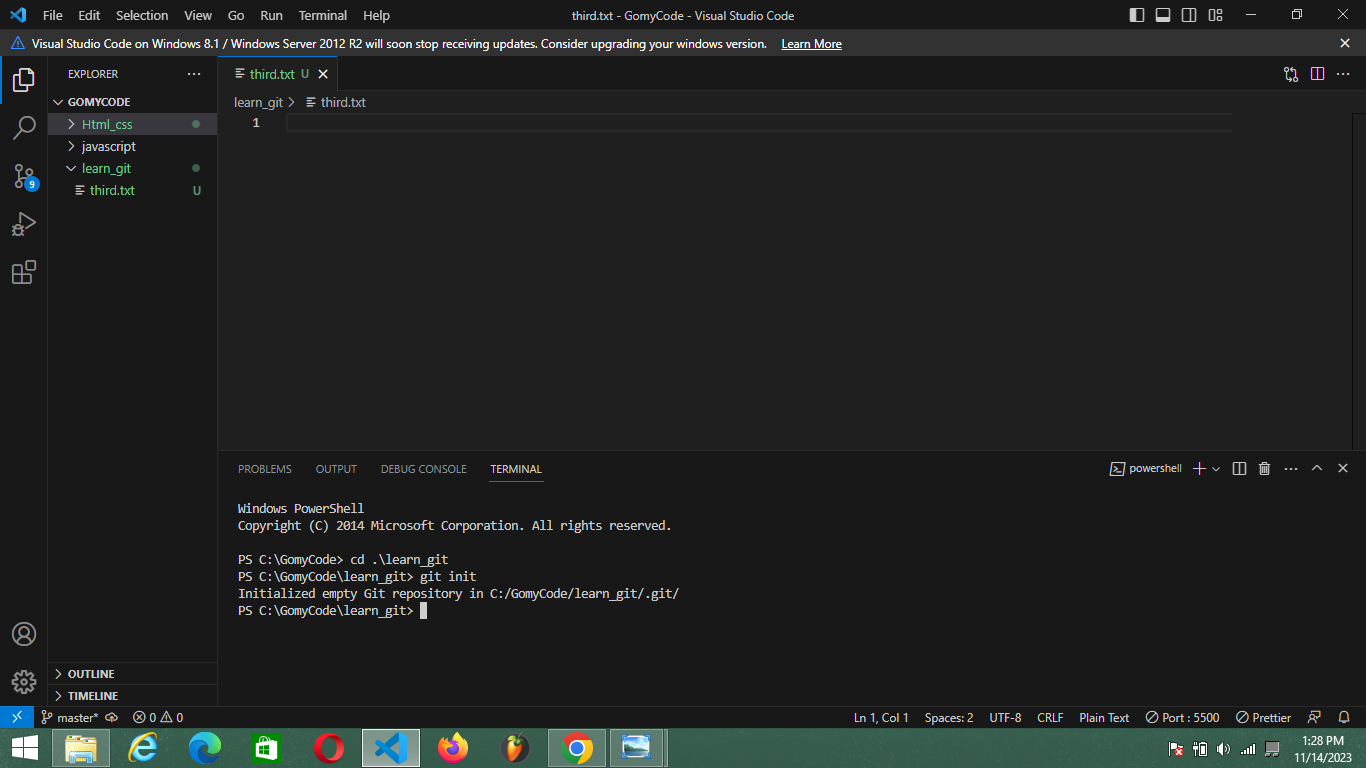 File Edit Selection View Go Run Terminal Help third.txt - GomyCode - Visual Studio Code
Visual Studio Code on Windows 8.1 / Windows Server 2012 R2 will soon stop receiving updates. Consider upgrading your windows version. Learn More
EXPLORER
third.txt U
GOMYCODE
learn_git > third.txt
Html_css
1
javascript
learn_git
third.txt U
9
PROBLEMS OUTPUT DEBUG CONSOLE TERMINAL
powershell
Windows PowerShell
Copyright (C) 2014 Microsoft Corporation. All rights reserved.
PS C:\GomyCode> cd .\learn_git
PS C:\GomyCode\learn_git> git init
Initialized empty Git repository in C:/GomyCode/learn_git/.git/
PS C:\GomyCode\learn_git>
OUTLINE
TIMELINE
master* 0 0 Ln 1, Col 1 Spaces: 2 UTF-8 CRLF Plain Text Port : 5500 Prettier
1:28 PM
11/14/2023